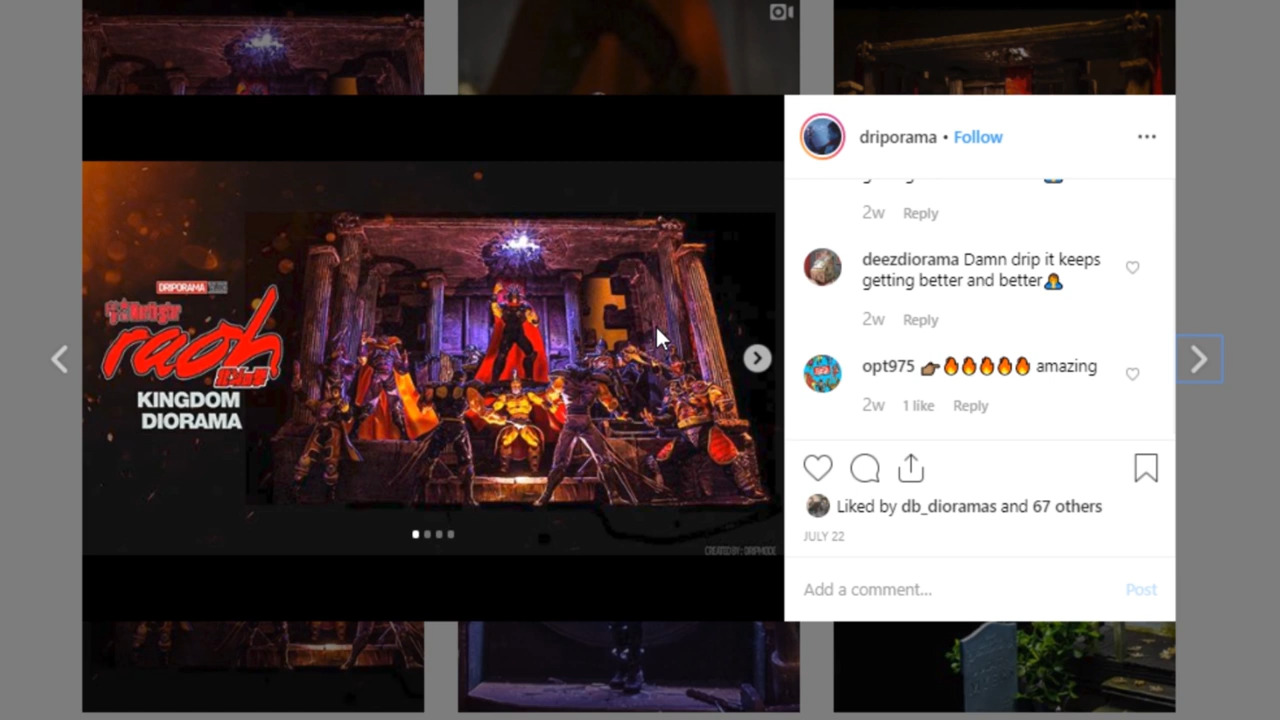 DRIPORAMA
raoh
KINGDOM
DIORAMA
CREATED BY: DRIPMODE
driporama • Follow
2w Reply
deezdiorama Damn drip it keeps
getting better and better
2w Reply
opt975 👉🏾🔥🔥🔥🔥🔥 amazing
2w 1 like Reply
Liked by db_dioramas and 67 others
JULY 22
Add a comment... Post